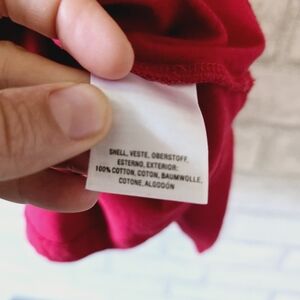 SHELL, VESTE, OBERSTOFF,
ESTERNO, EXTERIOR:
100% COTTON, COTON, BAUMWOLLE,
COTONE, ALGODÓN